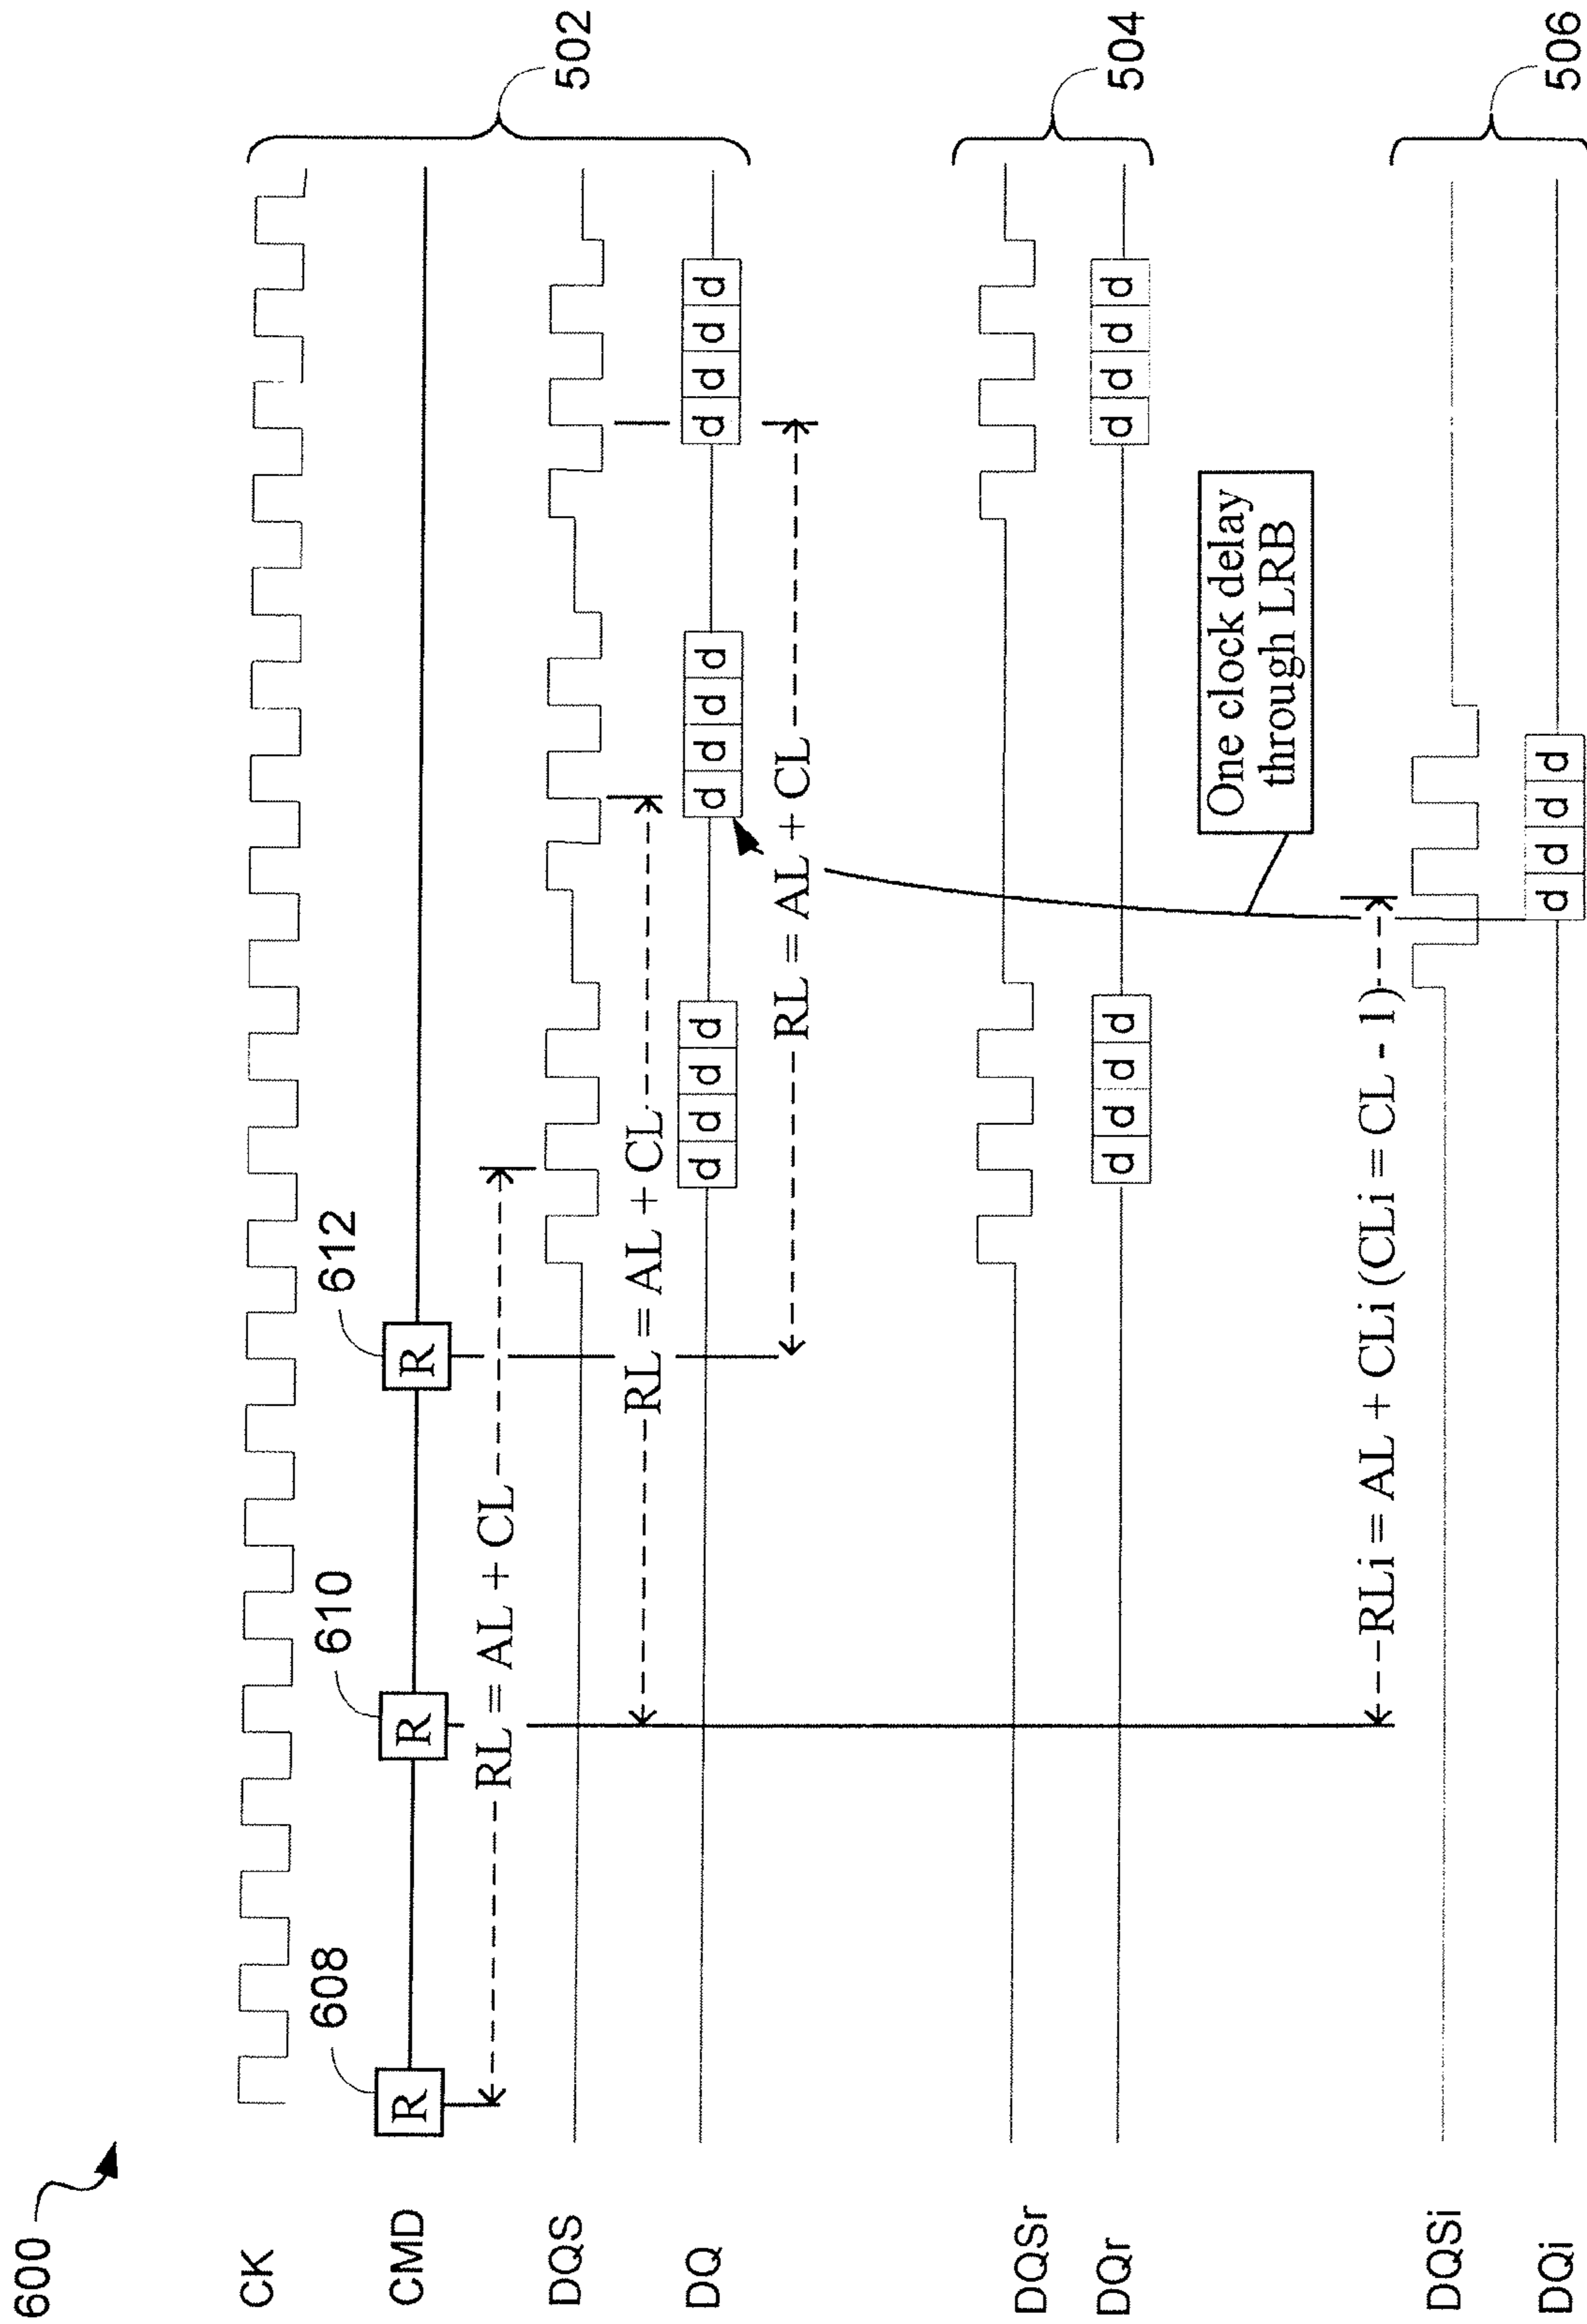 600
CK
CMD
DQS
DQ
DQSr
DQr
DQSi
DQi
608
610
612
R
R
R
RL = AL + CL
RL = AL + CL
RL = AL + CL
d d d d
d d d d
d d d d
502
d d d d
d d d d
504
One clock delay
through LRB
RLi = AL + CLi (CLi = CL - 1)
d d d d
506